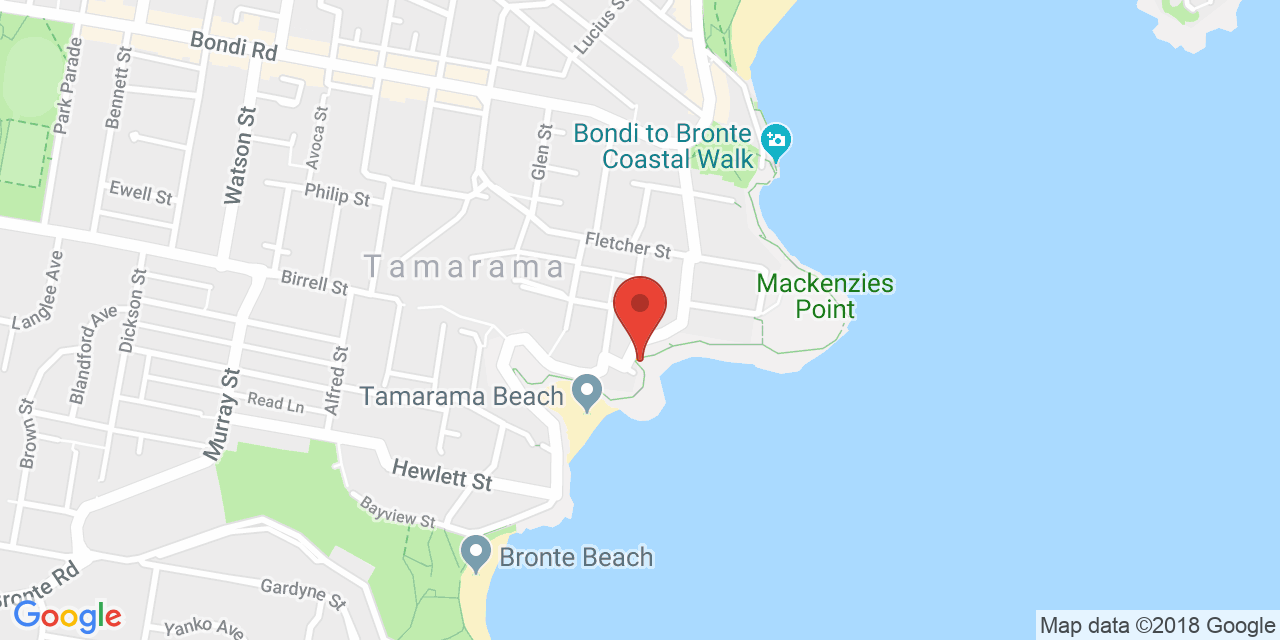 Lucius St
Bondi Rd
Park Parade
Bennett St
Watson St
Avoca St
Glen St
Bondi to Bronte
Coastal Walk
Ewell St
Philip St
Fletcher St
Tamarama
Langlee Ave
Birrell St
Mackenzies
Point
Dickson St
Blandford Ave
Alfred St
Tamarama Beach
Read Ln
Murray St
Brown St
Hewlett St
Bayview St
Bronte Beach
Bronte Rd
Gardyne St
Yanko Ave
Google
Map data ©2018 Google